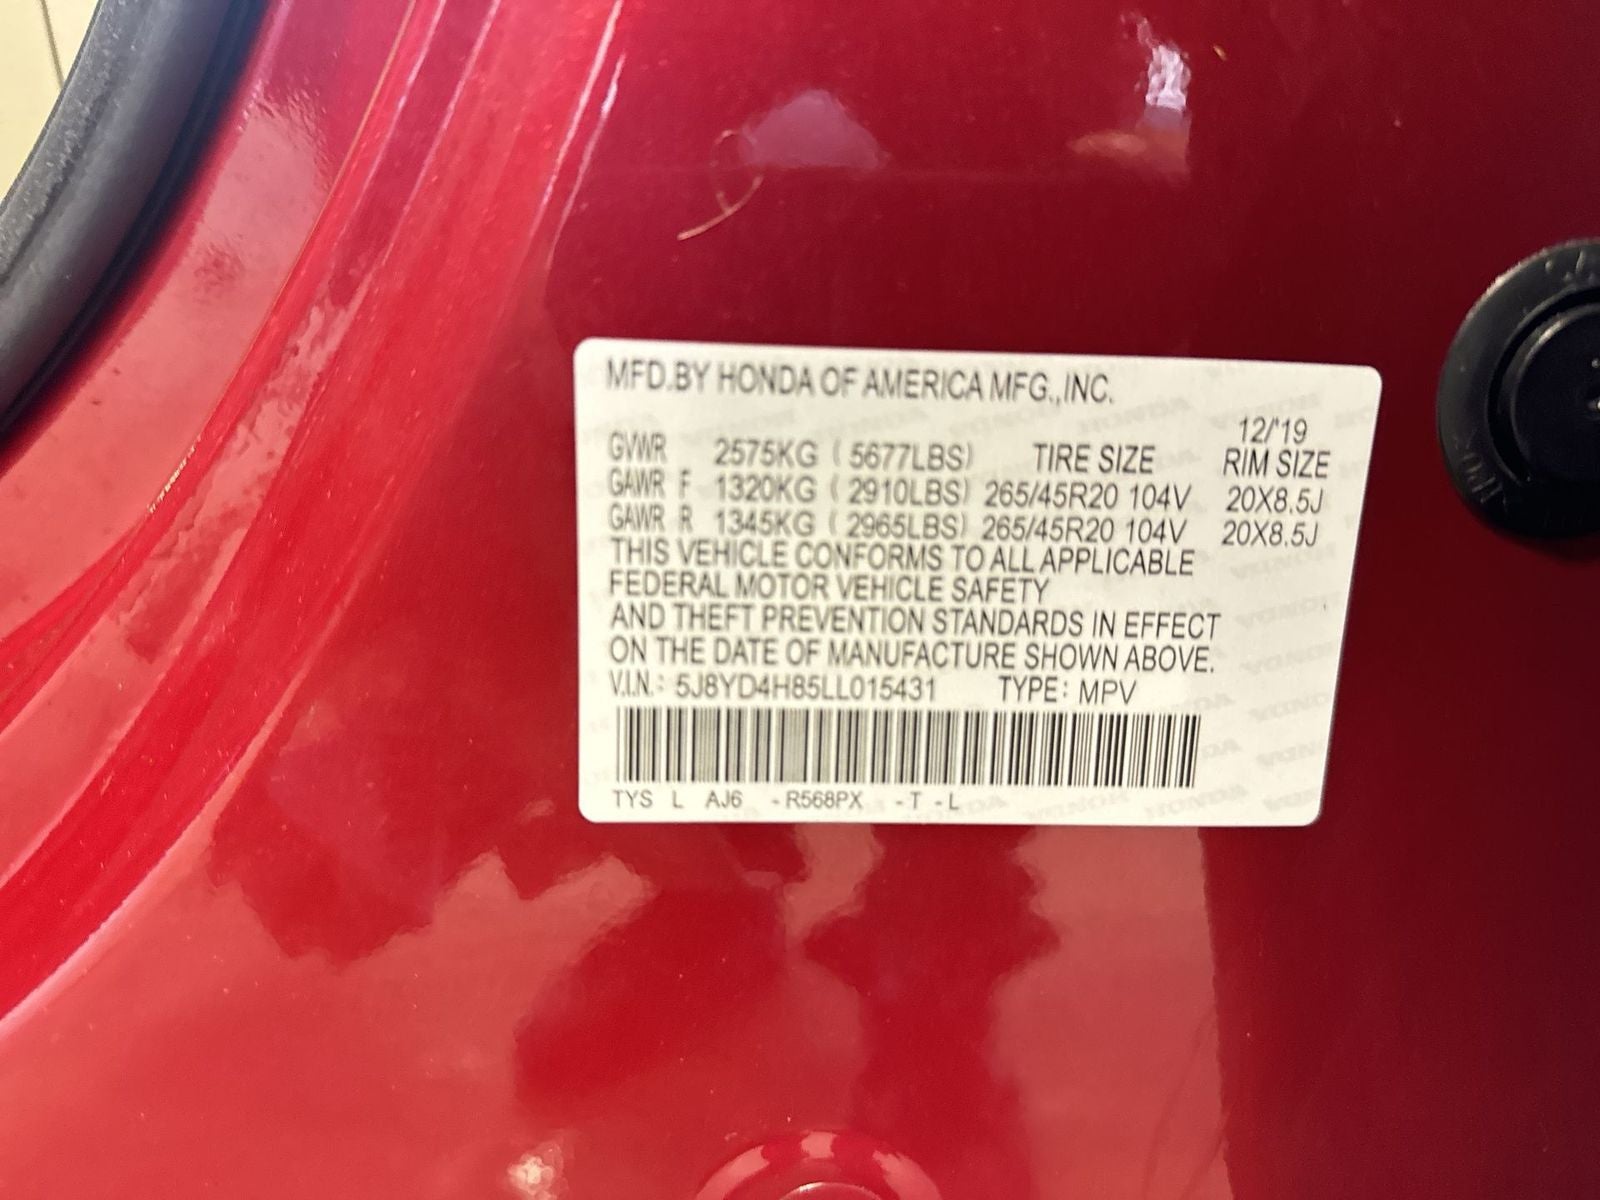 MFD.BY HONDA OF AMERICA MFG.,INC.
12/'19
GVWR 2575KG ( 5677LBS) TIRE SIZE RIM SIZE
GAWR F 1320KG ( 2910LBS) 265/45R20 104V 20X8.5J
GAWR R 1345KG ( 2965LBS) 265/45R20 104V 20X8.5J
THIS VEHICLE CONFORMS TO ALL APPLICABLE
FEDERAL MOTOR VEHICLE SAFETY
AND THEFT PREVENTION STANDARDS IN EFFECT
ON THE DATE OF MANUFACTURE SHOWN ABOVE.
V.I.N.: 5J8YD4H85LL015431 TYPE: MPV
TYS L AJ6 -R568PX -T -L